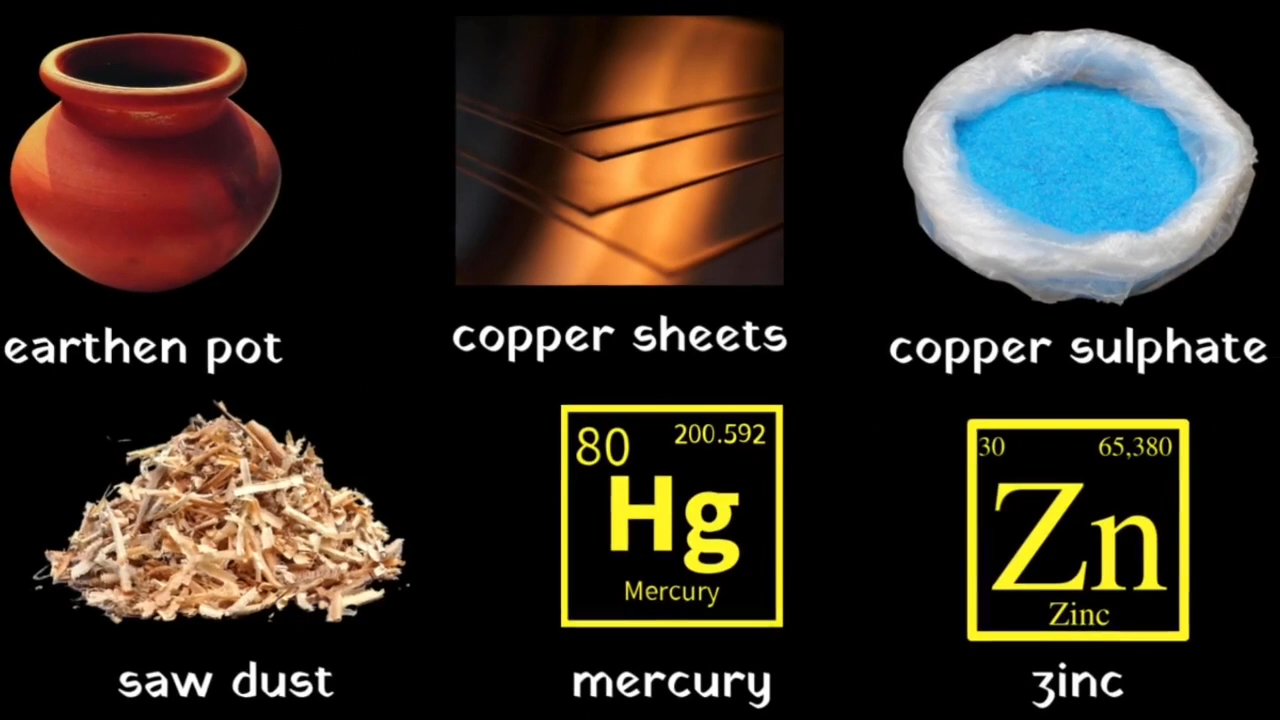 earthen pot
copper sheets
copper sulphate
80 200.592
Hg
Mercury
30 65,380
Zn
Zinc
saw dust
mercury
zinc